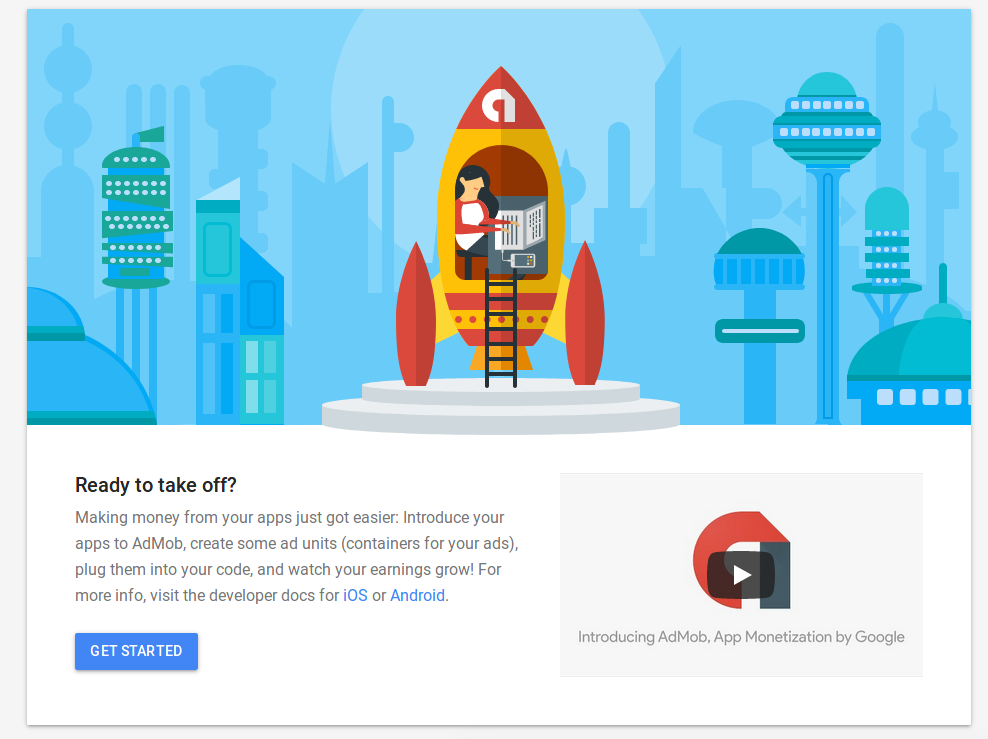 Ready to take off?
Making money from your apps just got easier: Introduce your
apps to AdMob, create some ad units (containers for your ads),
plug them into your code, and watch your earnings grow! For
more info, visit the developer docs for iOS or Android.
GET STARTED
Introducing AdMob, App Monetization by Google